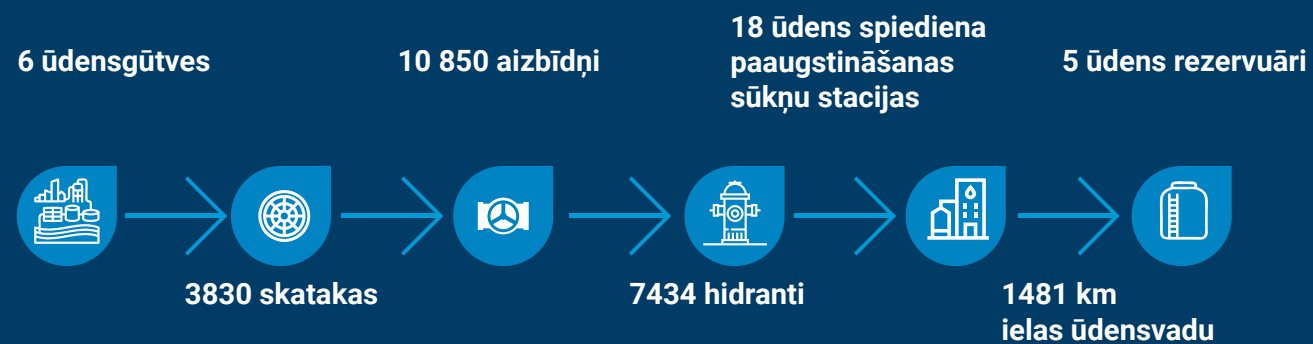 6 ūdensgūtves
10 850 aizbīdņi
18 ūdens spiediena
paaugstināšanas
sūkņu stacijas
5 ūdens rezervuāri
3830 skatakas
7434 hidranti
1481 km
ielas ūdensvadu